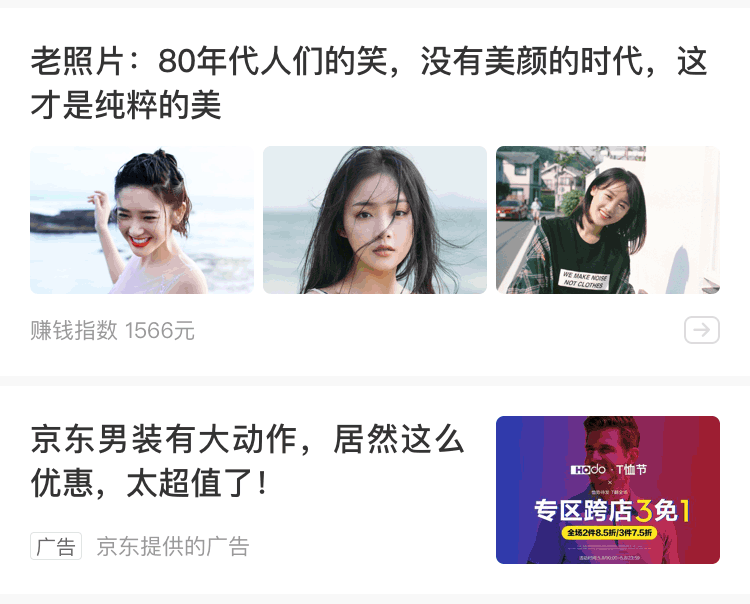 老照片：80年代人们的笑，没有美颜的时代，这
才是纯粹的美
WE MAKE NOISE
NOT CLOTHES
赚钱指数 1566元
京东男装有大动作，居然这么
优惠，太超值了！
Hodo · T恤节
×
专区跨店3免1
全场2件8.5折/3件7.5折
广告 京东提供的广告